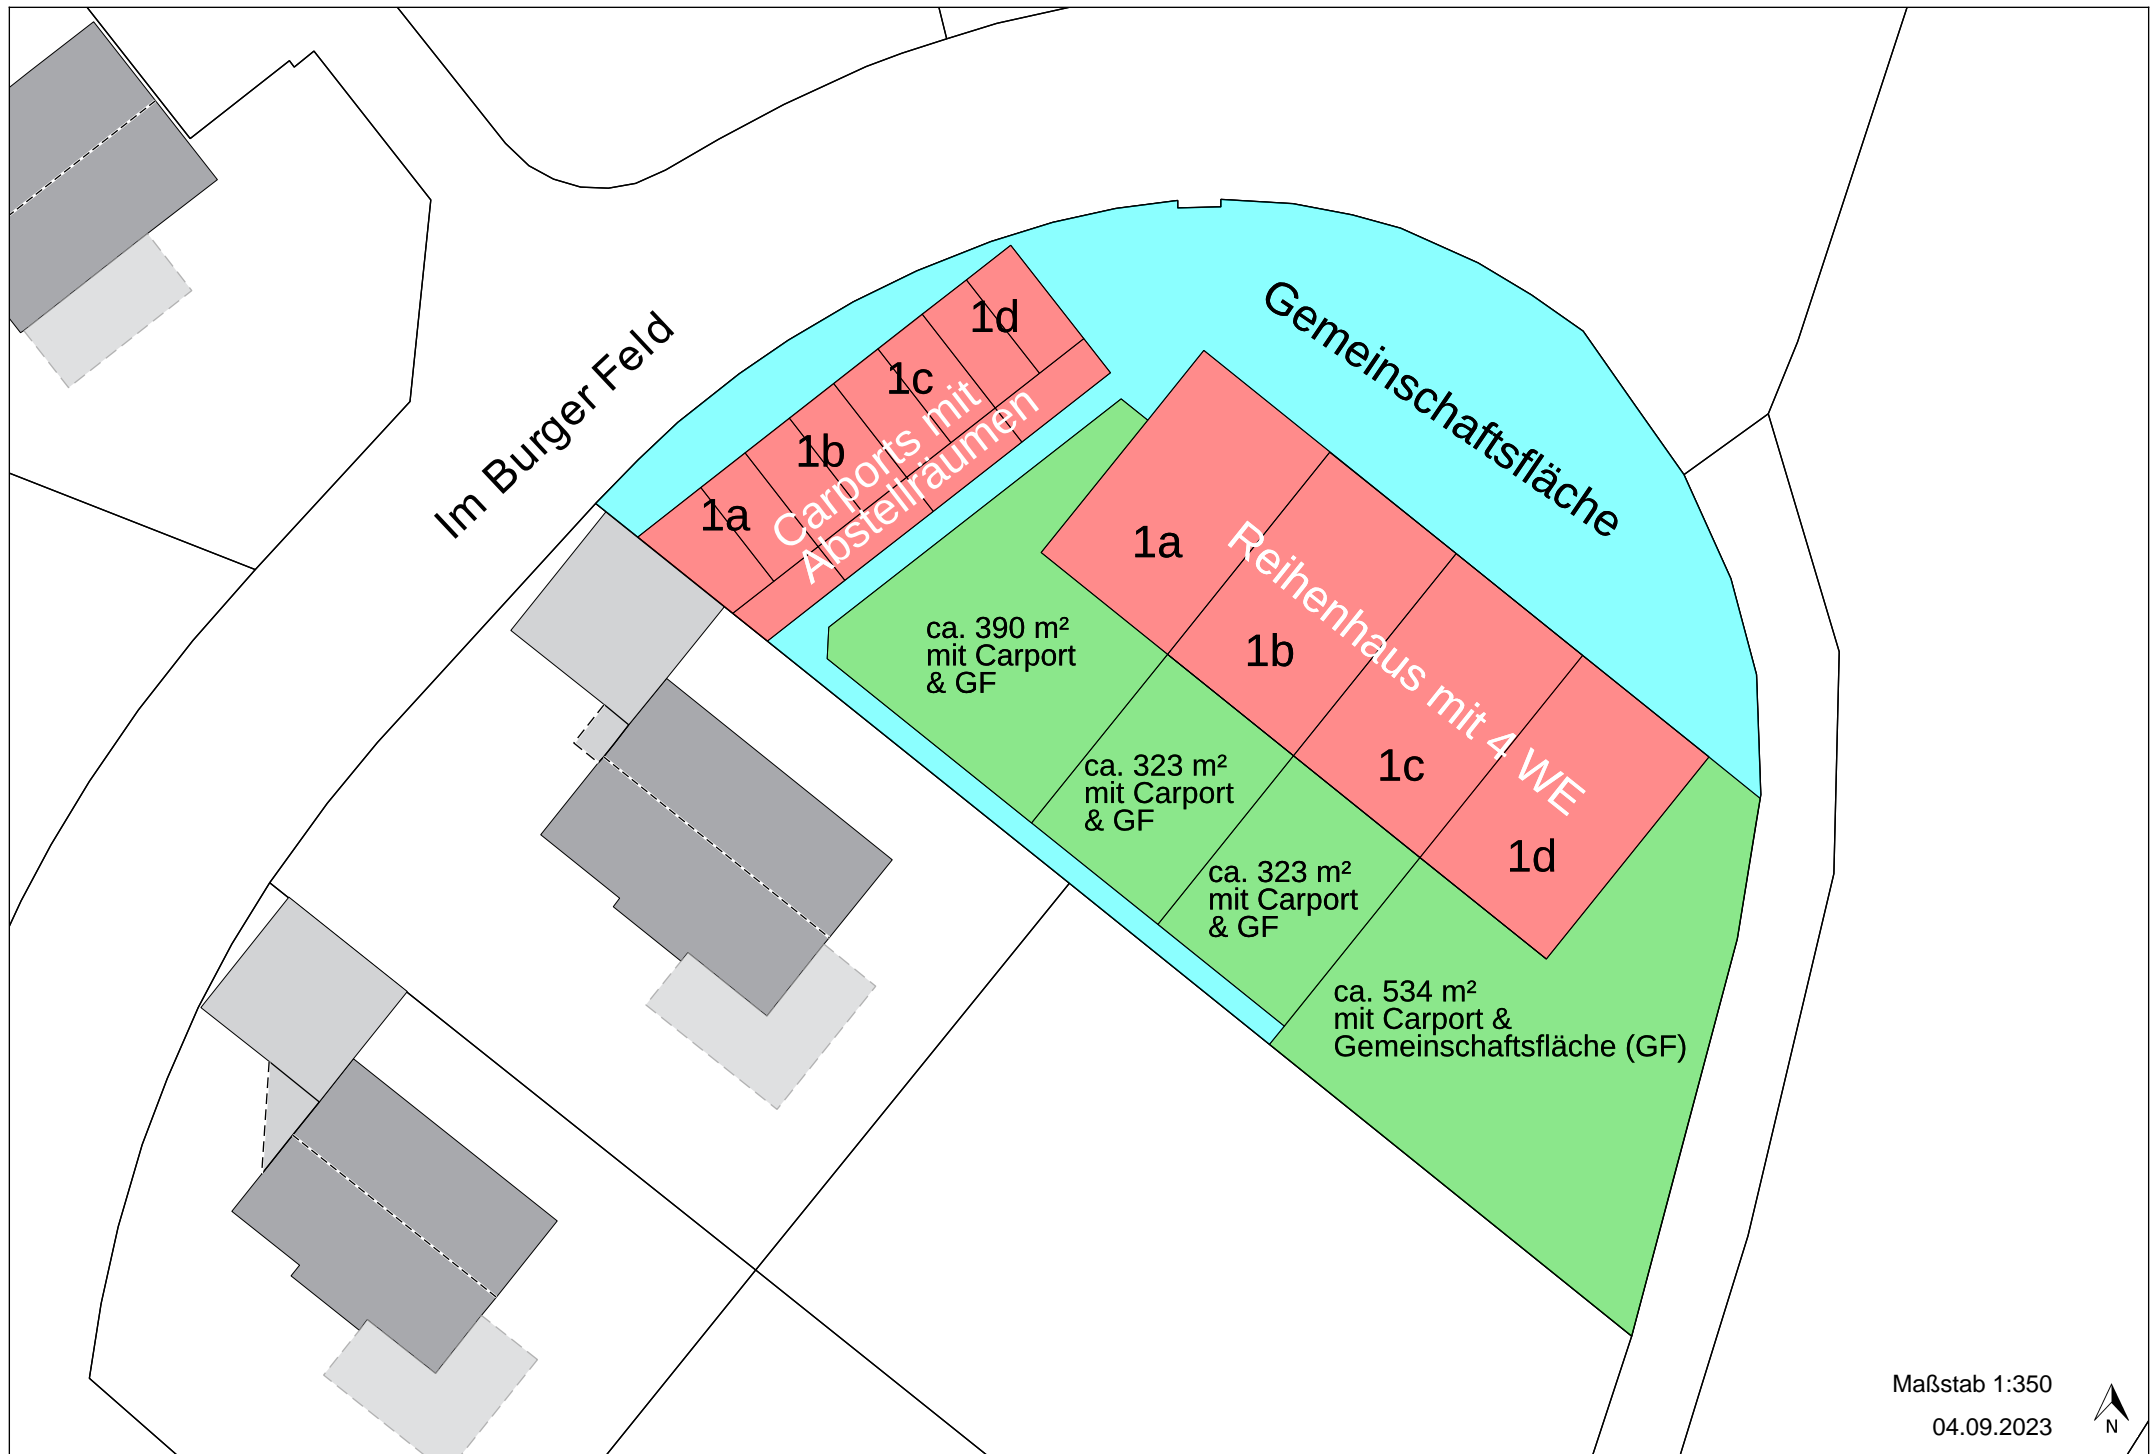 Im Burger Feld
1a
1b
1c
1d
Carports mit
Abstellräumen
Gemeinschaftsfläche
1a
1b
1c
1d
Reihenhaus mit 4 WE
ca. 390 m²
mit Carport
& GF
ca. 323 m²
mit Carport
& GF
ca. 323 m²
mit Carport
& GF
ca. 534 m²
mit Carport &
Gemeinschaftsfläche (GF)
Maßstab 1:350
04.09.2023
N